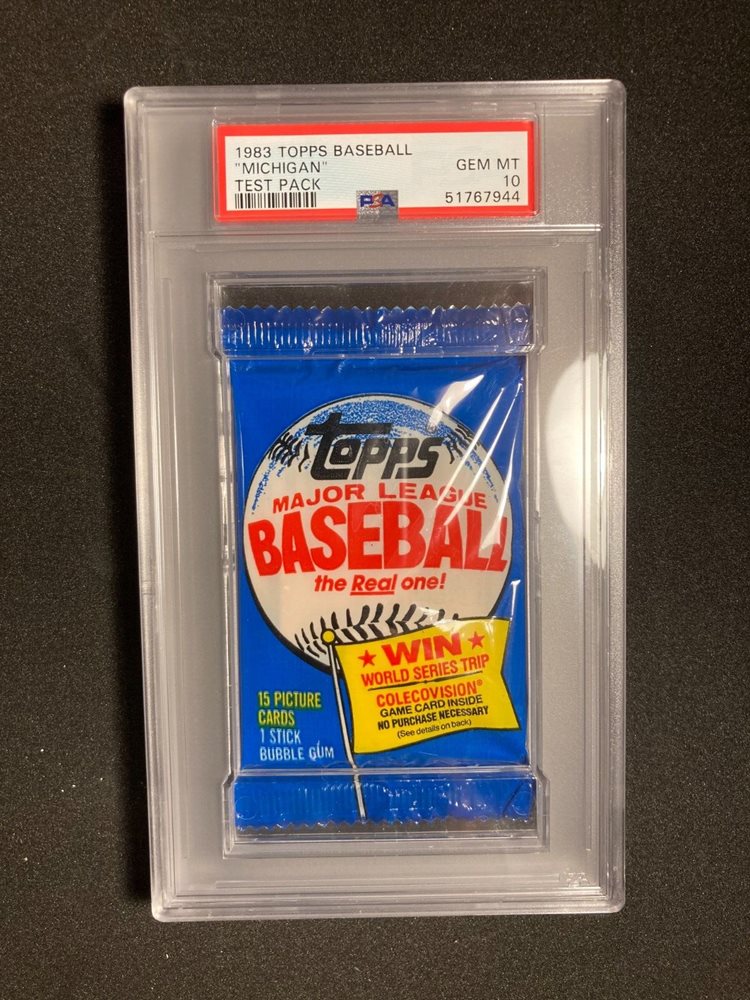 1983 TOPPS BASEBALL
"MICHIGAN" GEM MT
TEST PACK 10
PSA 51767944
TOPPS
MAJOR LEAGUE
BASEBALL
the Real one!
WIN
WORLD SERIES TRIP
COLECOVISION®
GAME CARD INSIDE
NO PURCHASE NECESSARY
(See details on back)
15 PICTURE
CARDS
1 STICK
BUBBLE GUM